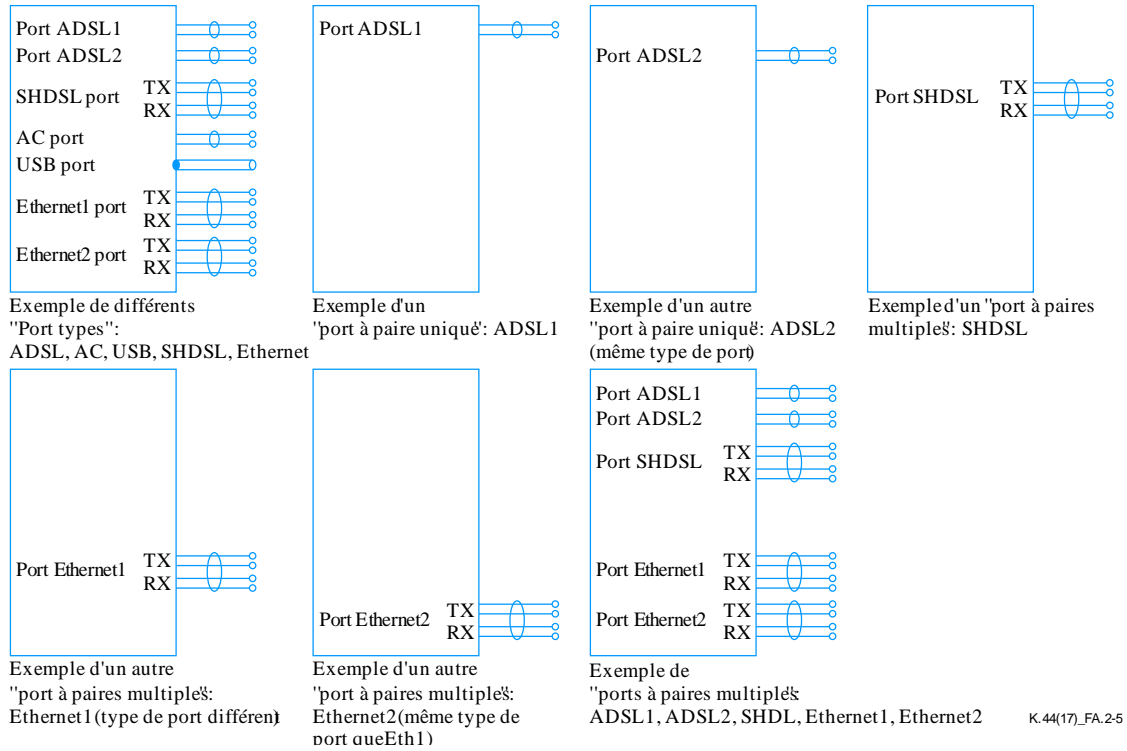 Port ADSL1
Port ADSL2
SHDSL port TX
RX
AC port
USB port
Ethernet1 port TX
RX
Ethernet2 port TX
RX
Exemple de différents
"Port types":
ADSL, AC, USB, SHDSL, Ethernet
Port ADSL1
Exemple d'un
"port à paire unique": ADSL1
Port ADSL2
Exemple d'un autre
"port à paire unique": ADSL2
(même type de port)
Port SHDSL TX
RX
Exemple d'un "port à paires
multiples": SHDSL
Port Ethernet1 TX
RX
Exemple d'un autre
"port à paires multiples":
Ethernet1 (type de port différent)
Port Ethernet2 TX
RX
Exemple d'un autre
"port à paires multiples":
Ethernet2 (même type de
port que Eth1)
Port ADSL1
Port ADSL2
Port SHDSL TX
RX
Port Ethernet1 TX
RX
Port Ethernet2 TX
RX
Exemple de
"ports à paires multiples":
ADSL1, ADSL2, SHDL, Ethernet1, Ethernet2
K.44(17)_FA.2-5